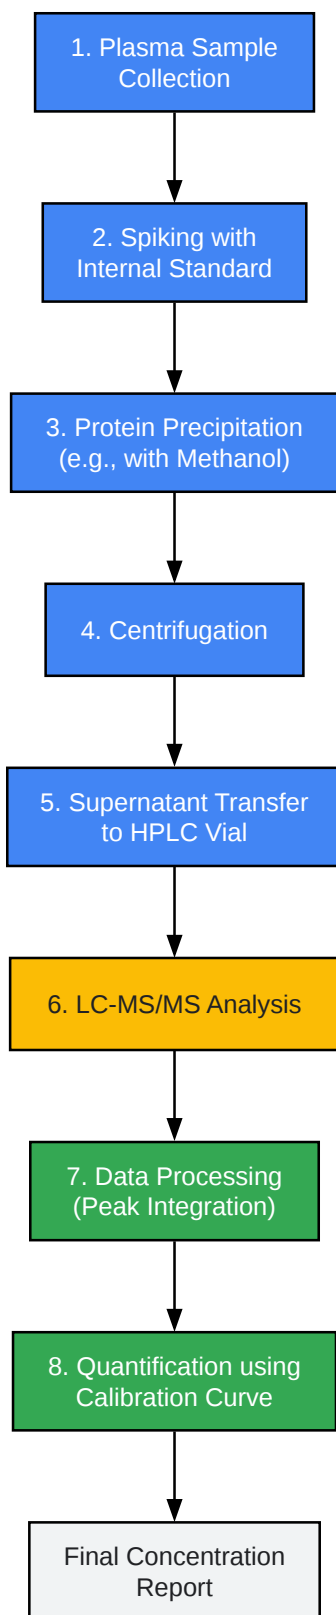 1. Plasma Sample
Collection
2. Spiking with
Internal Standard
3. Protein Precipitation
(e.g., with Methanol)
4. Centrifugation
5. Supernatant Transfer
to HPLC Vial
6. LC-MS/MS Analysis
7. Data Processing
(Peak Integration)
8. Quantification using
Calibration Curve
Final Concentration
Report